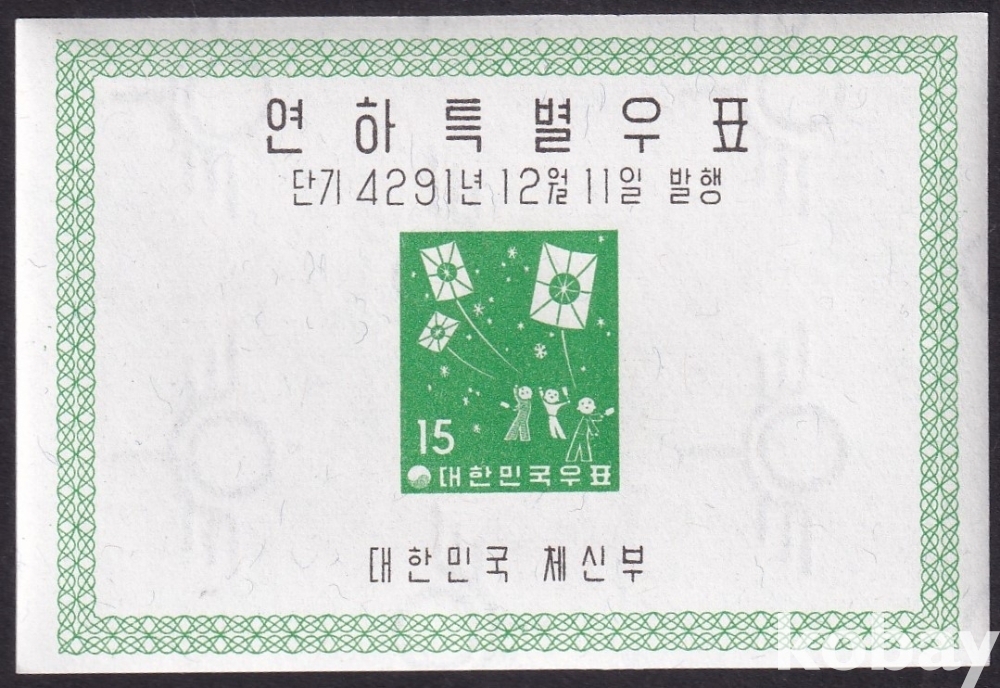 연하특별우표
단기 4291년 12월 11일 발행
15
대한민국우표
대한민국 체신부
kobay